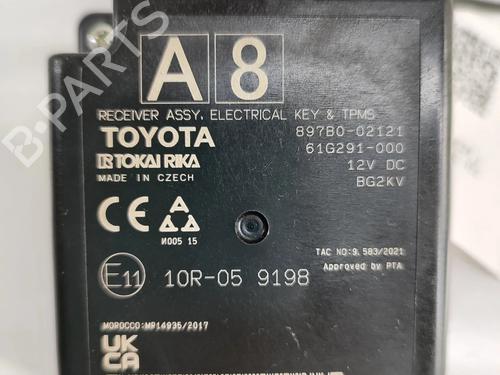 A 8
RECEIVER ASSY, ELECTRICAL KEY & TPMS
TOYOTA 897B0-02121
TOKAI RIKA 61G291-000
12V DC
MADE IN CZECH BG2KV
CE
N005 15
TAC NO:9.583/2021
Approved by PTA
E11 10R-05 9198
MOROCCO:MR14935/2017
UK
CA
B-PARTS